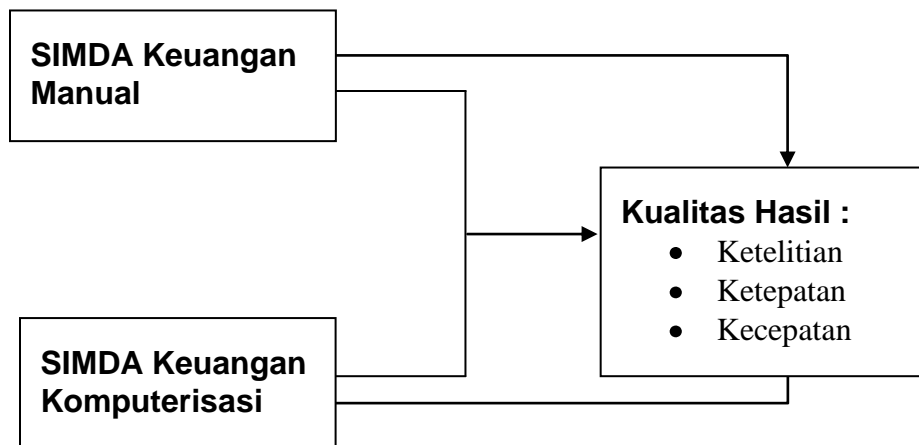 SIMDA Keuangan
Manual
Kualitas Hasil :
• Ketelitian
• Ketepatan
• Kecepatan
SIMDA Keuangan
Komputerisasi